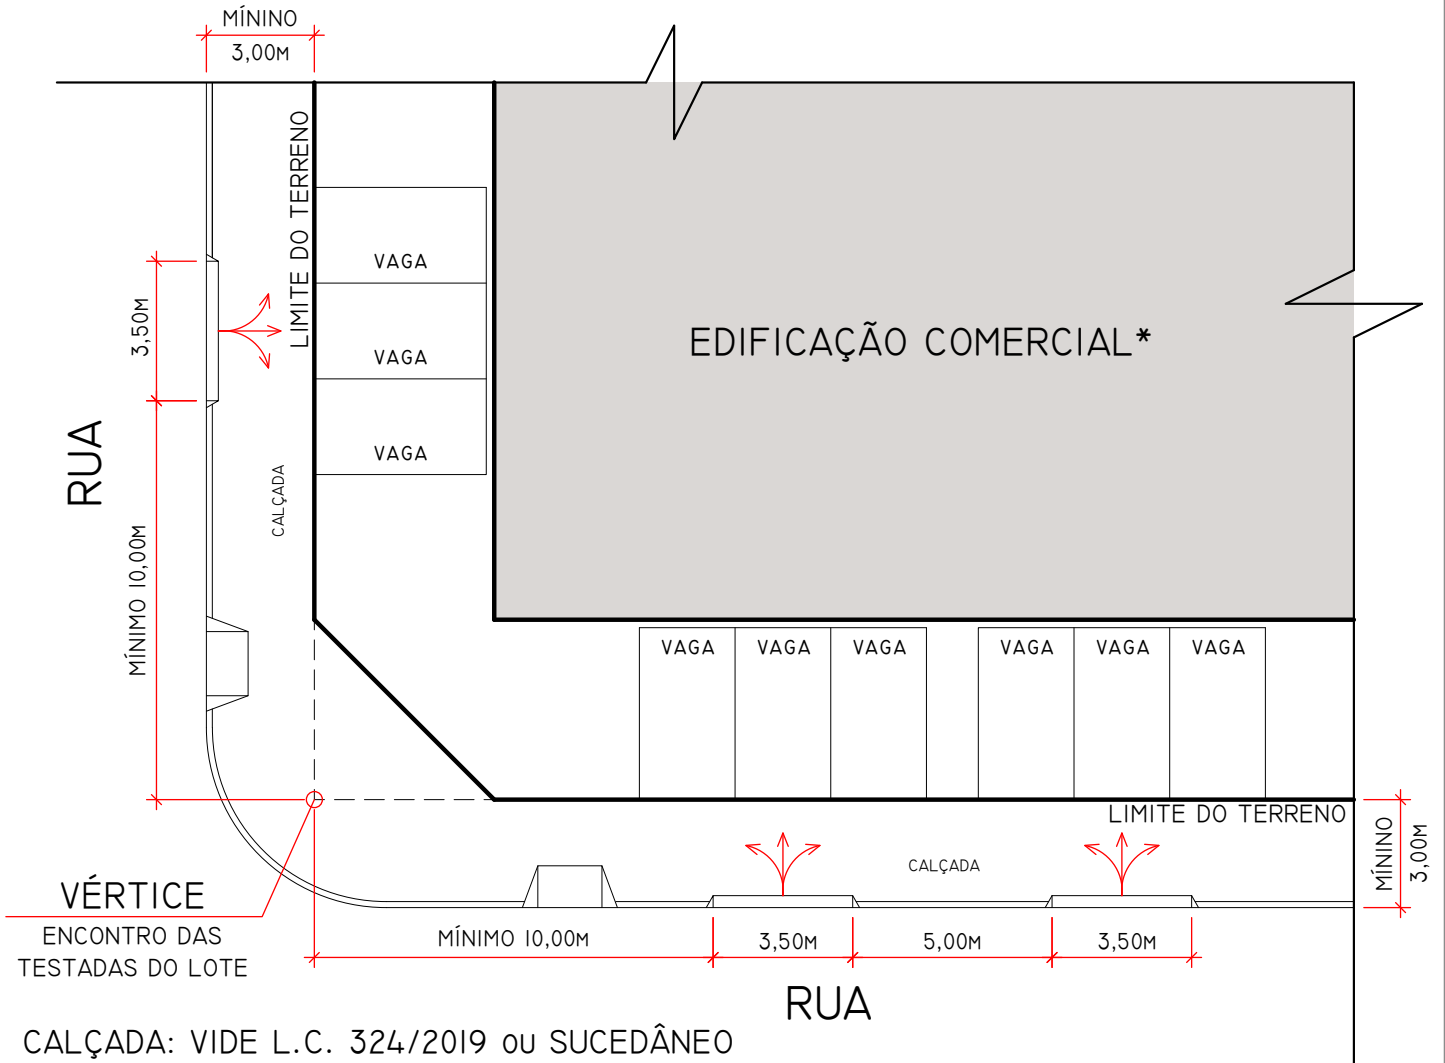 MÍNINO
3,00M
LIMITE DO TERRENO
VAGA
3,50M
EDIFICAÇÃO COMERCIAL*
VAGA
VAGA
RUA
CALÇADA
MÍNIMO 10,00M
VAGA VAGA VAGA VAGA VAGA VAGA
LIMITE DO TERRENO
MÍNINO
3,00M
CALÇADA
VÉRTICE
ENCONTRO DAS
TESTADAS DO LOTE
MÍNIMO 10,00M 3,50M 5,00M 3,50M
RUA
CALÇADA: VIDE L.C. 324/2019 OU SUCEDÂNEO